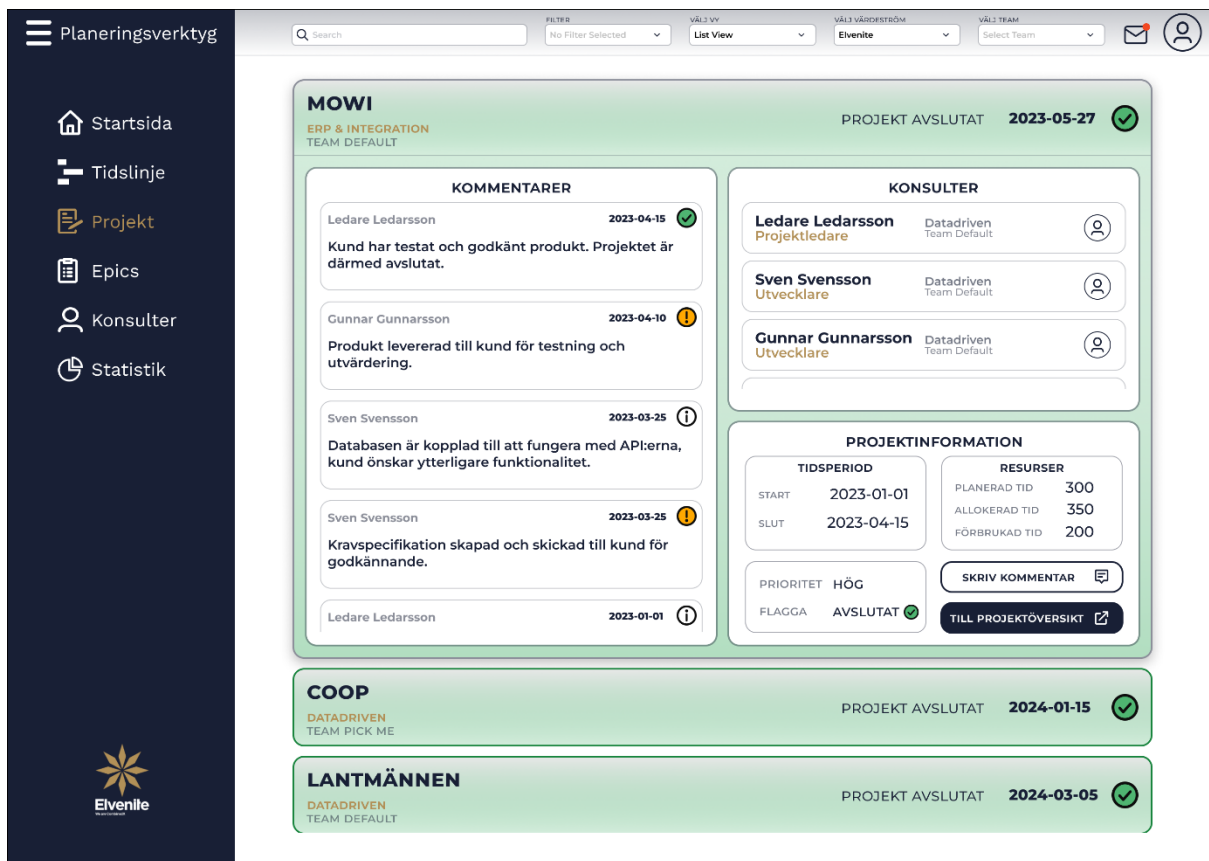 Planeringsverktyg
Search
FILTER
No Filter Selected
VÄLJ VY
List View
VÄLJ VÄRDESTRÖM
Elvenite
VÄLJ TEAM
Select Team
Startsida
Tidslinje
Projekt
Epics
Konsulter
Statistik
Elvenite
MOWI
ERP & INTEGRATION
TEAM DEFAULT
PROJEKT AVSLUTAT 2023-05-27
KOMMENTARER
Ledare Ledarsson 2023-04-15
Kund har testat och godkänt produkt. Projektet är
därmed avslutat.
Gunnar Gunnarsson 2023-04-10
Produkt levererad till kund för testning och
utvärdering.
Sven Svensson 2023-03-25
Databasen är kopplad till att fungera med API:erna,
kund önskar ytterligare funktionalitet.
Sven Svensson 2023-03-25
Kravspecifikation skapad och skickad till kund för
godkännande.
Ledare Ledarsson 2023-01-01
KONSULTER
Ledare Ledarsson Datadriven
Projektledare Team Default
Sven Svensson Datadriven
Utvecklare Team Default
Gunnar Gunnarsson Datadriven
Utvecklare Team Default
PROJEKTINFORMATION
TIDSPERIOD
START 2023-01-01
SLUT 2023-04-15
RESURSER
PLANERAD TID 300
ALLOKERAD TID 350
FÖRBRUKAD TID 200
PRIORITET HÖG
FLAGGA AVSLUTAT
SKRIV KOMMENTAR
TILL PROJEKTÖVERSIKT
COOP
DATADRIVEN
TEAM PICK ME
PROJEKT AVSLUTAT 2024-01-15
LANTMÄNNEN
DATADRIVEN
TEAM DEFAULT
PROJEKT AVSLUTAT 2024-03-05